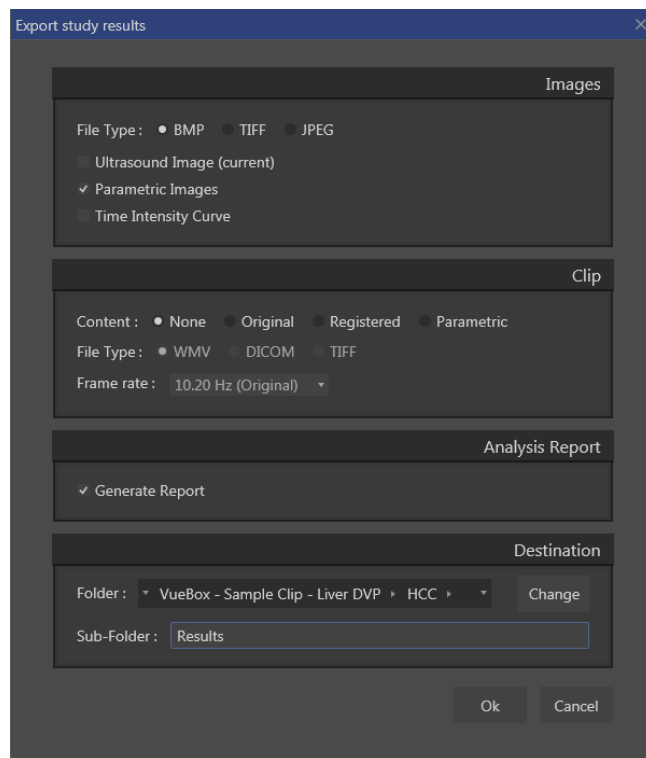 Export study results
Images
File Type : BMP TIFF JPEG
Ultrasound Image (current)
Parametric Images
Time Intensity Curve
Clip
Content : None Original Registered Parametric
File Type : WMV DICOM TIFF
Frame rate : 10.20 Hz (Original)
Analysis Report
Generate Report
Destination
Folder : VueBox - Sample Clip - Liver DVP HCC Change
Sub-Folder : Results
Ok Cancel